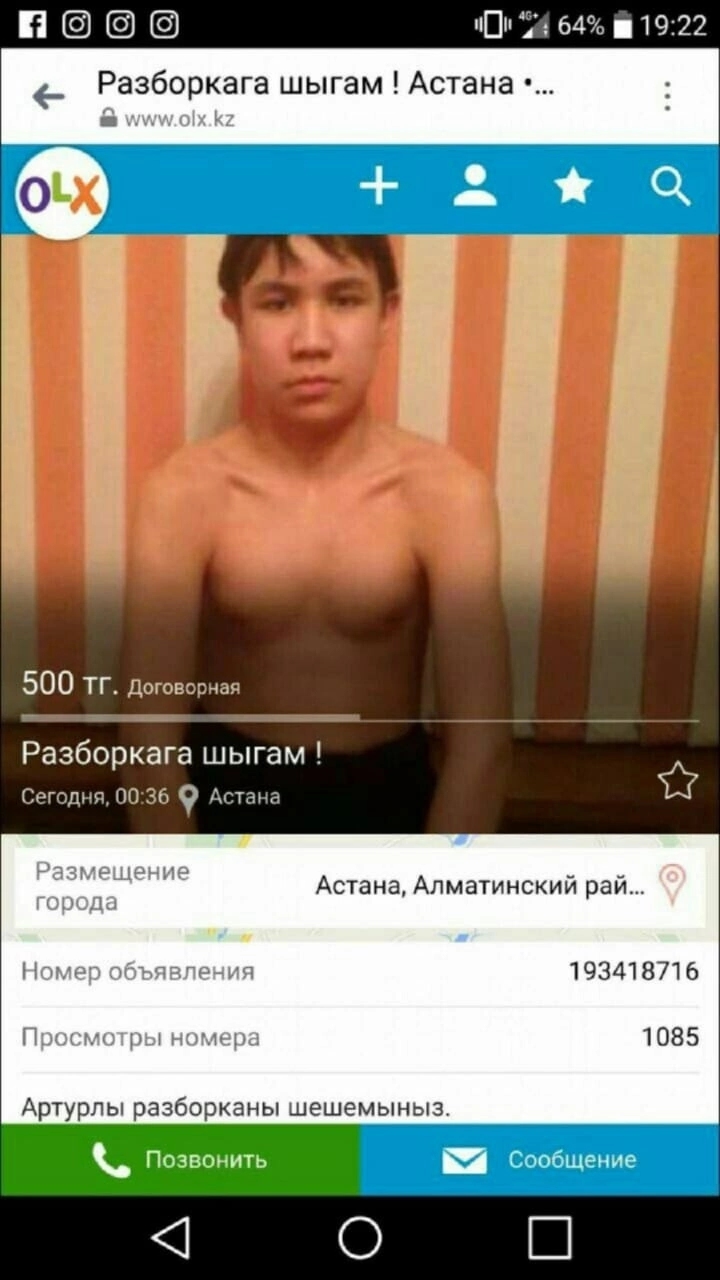 4G+ 64% 19:22
Разборкага шыгам ! Астана •...
www.olx.kz
OLX
500 тг. Договорная
Разборкага шыгам !
Сегодня, 00:36 Астана
Размещение города
Астана, Алматинский рай...
Номер объявления 193418716
Просмотры номера 1085
Артурлы разборканы шешемыныз.
Позвонить Сообщение